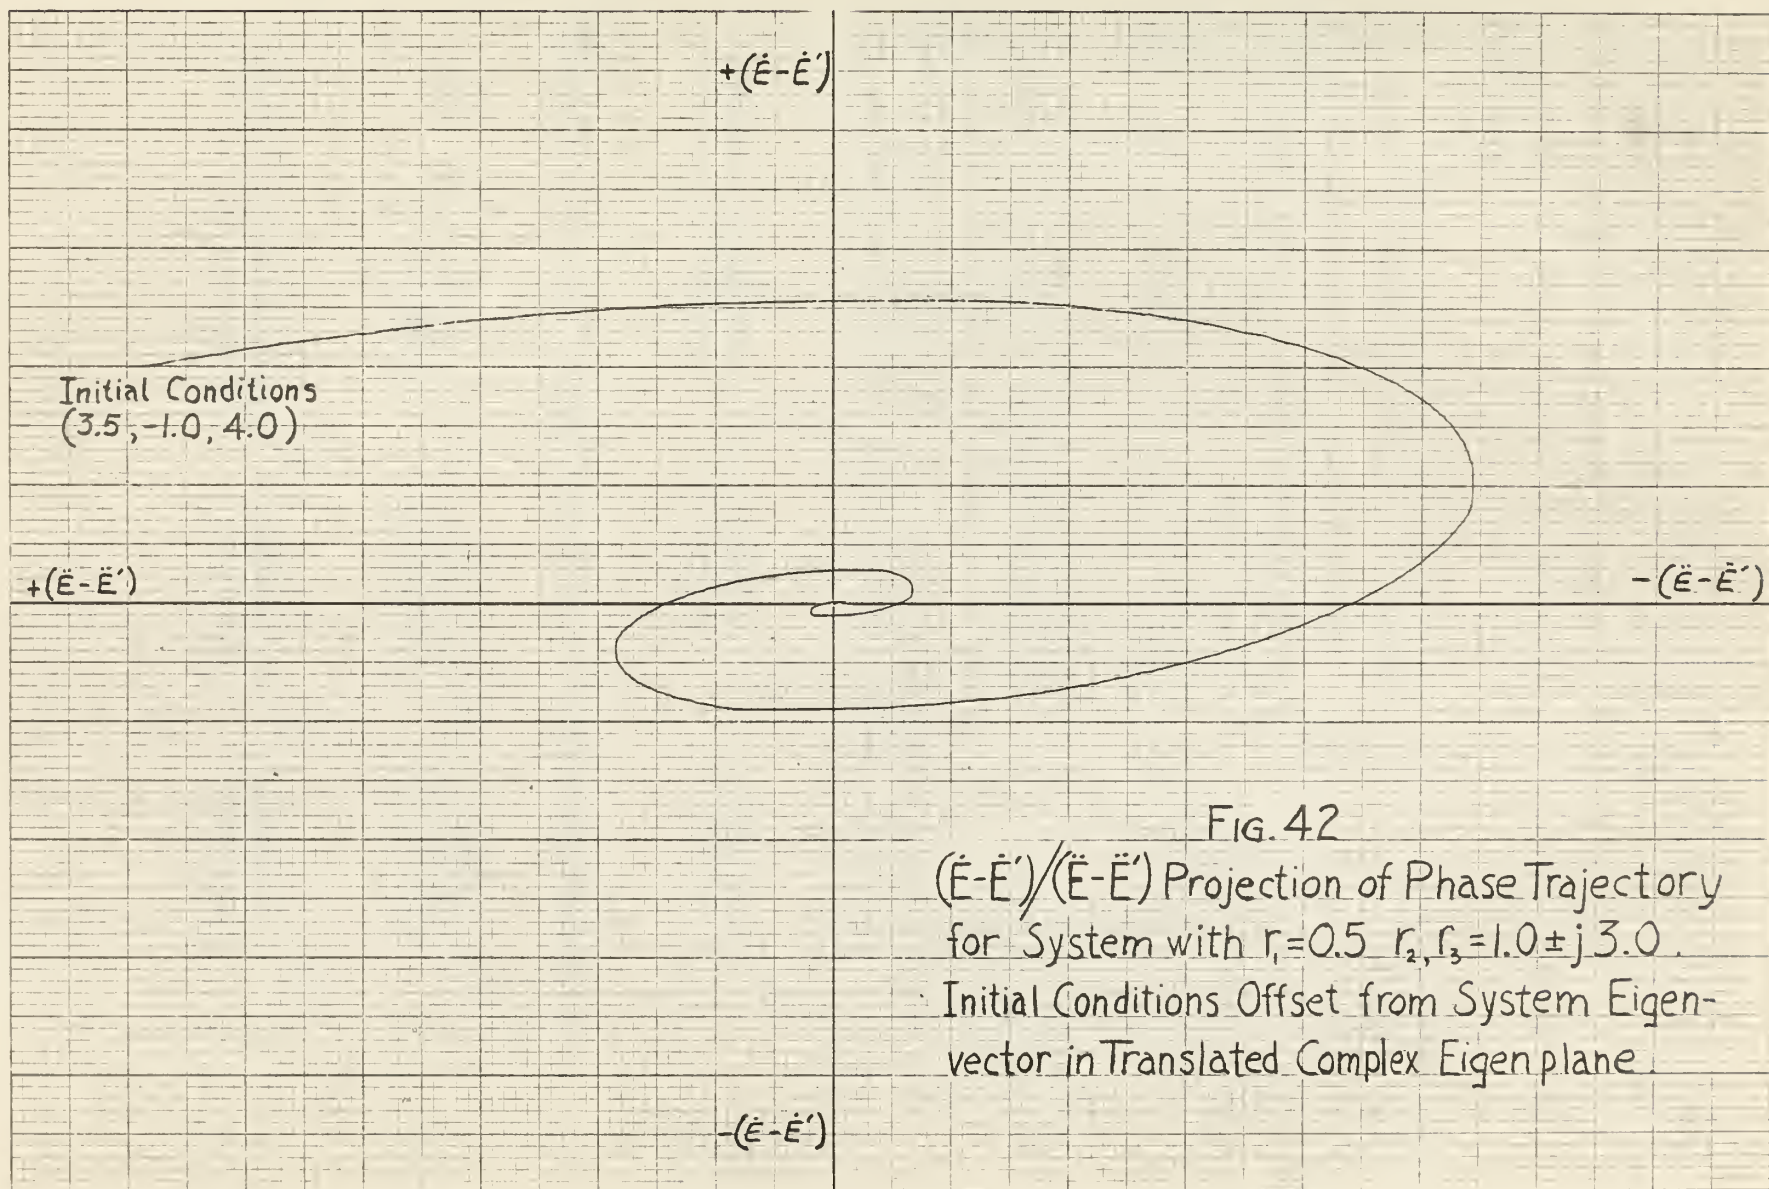 +(Ė-Ė′)
Initial Conditions
(3.5, -1.0, 4.0)
+(Ë-Ë′)
-(Ë-Ë′)
FIG. 42
(Ė-Ė′)/(Ë-Ë′) Projection of Phase Trajectory
for System with r₁=0.5 r₂, r₃=1.0±j 3.0.
Initial Conditions Offset from System Eigen-
vector in Translated Complex Eigenplane.
-(Ė-Ė′)